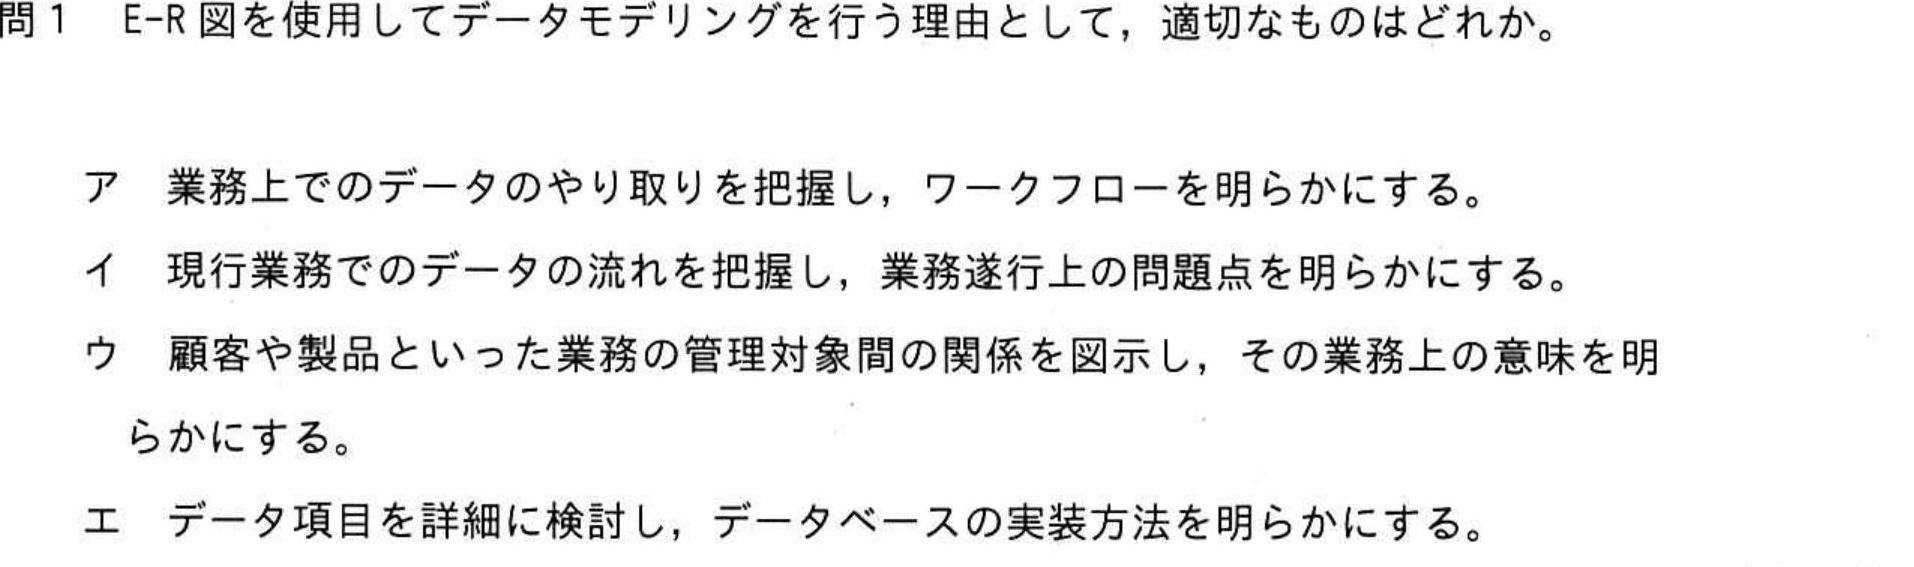 問1　E-R 図を使用してデータモデリングを行う理由として，適切なものはどれか。
ア　業務上でのデータのやり取りを把握し，ワークフローを明らかにする。
イ　現行業務でのデータの流れを把握し，業務遂行上の問題点を明らかにする。
ウ　顧客や製品といった業務の管理対象間の関係を図示し，その業務上の意味を明
らかにする。
エ　データ項目を詳細に検討し，データベースの実装方法を明らかにする。